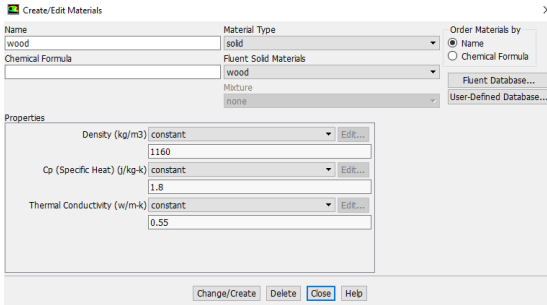 Create/Edit Materials
Name
wood
Material Type
solid
Order Materials by
Name
Chemical Formula
Chemical Formula
Fluent Solid Materials
wood
Mixture
none
Fluent Database...
User-Defined Database...
Properties
Density (kg/m3) constant Edit...
1160
Cp (Specific Heat) (j/kg-k) constant Edit...
1.8
Thermal Conductivity (w/m-k) constant Edit...
0.55
Change/Create Delete Close Help